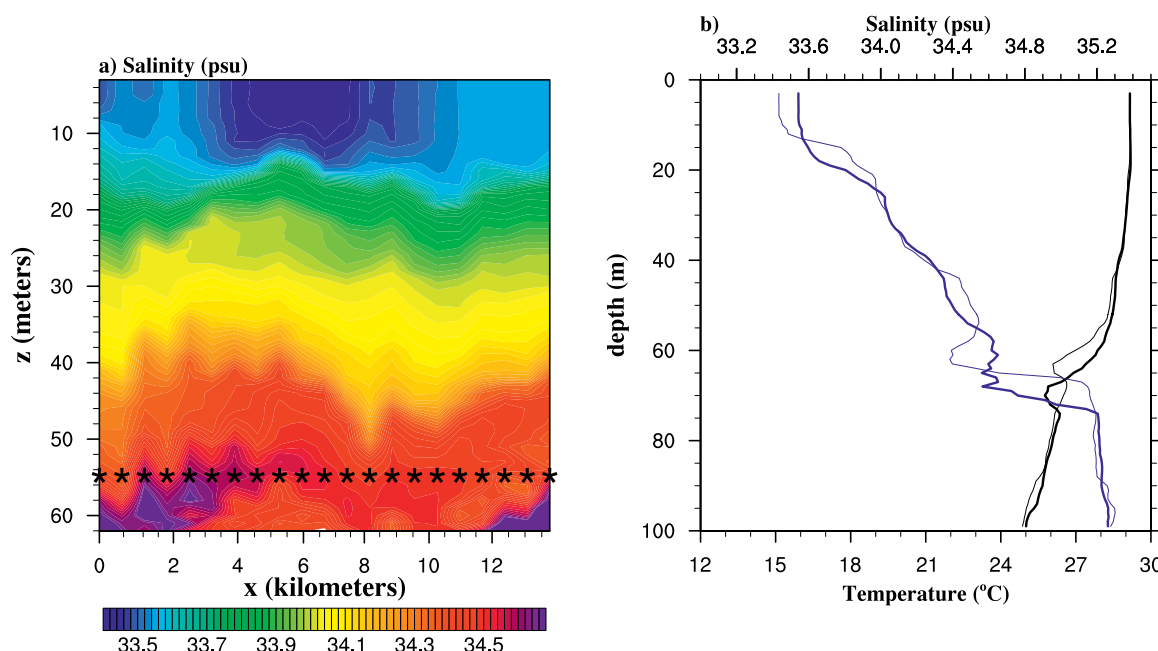 a) Salinity (psu)
10
20
30
40
50
60
z (meters)
* * * * * * * * * * * * * * * * * * * * *
0 2 4 6 8 10 12
x (kilometers)
33.5 33.7 33.9 34.1 34.3 34.5
b) Salinity (psu)
33.2 33.6 34.0 34.4 34.8 35.2
0
20
40
60
80
100
depth (m)
12 15 18 21 24 27 30
Temperature (°C)